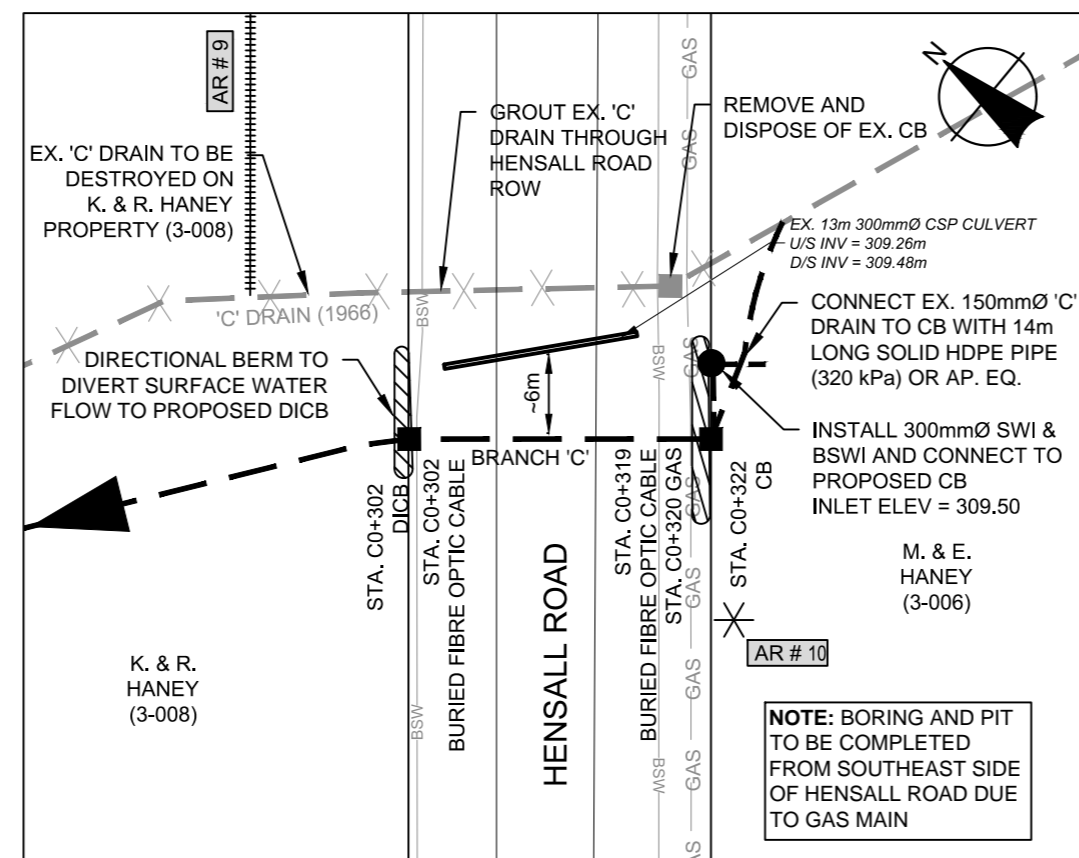 AR # 9
EX. 'C' DRAIN TO BE
DESTROYED ON
K. & R. HANEY
PROPERTY (3-008)
GROUT EX. 'C'
DRAIN THROUGH
HENSALL ROAD
ROW
GAS
REMOVE AND
DISPOSE OF EX. CB
N
GAS
GAS
EX. 13m 300mmØ CSP CULVERT
U/S INV = 309.26m
D/S INV = 309.48m
'C' DRAIN (1966)
BSW
CONNECT EX. 150mmØ 'C'
DRAIN TO CB WITH 14m
LONG SOLID HDPE PIPE
(320 kPa) OR AP. EQ.
DIRECTIONAL BERM TO
DIVERT SURFACE WATER
FLOW TO PROPOSED DICB
~6m
BSW
GAS
BRANCH 'C'
INSTALL 300mmØ SWI &
BSWI AND CONNECT TO
PROPOSED CB
INLET ELEV = 309.50
STA. C0+302
DICB
STA. C0+302
BURIED FIBRE OPTIC CABLE
HENSALL ROAD
STA. C0+319
BURIED FIBRE OPTIC CABLE
STA. C0+320 GAS
GAS
STA. C0+322
CB
M. & E.
HANEY
(3-006)
GAS
AR # 10
K. & R.
HANEY
(3-008)
GAS
BSW
BSW
GAS
GAS
NOTE: BORING AND PIT
TO BE COMPLETED
FROM SOUTHEAST SIDE
OF HENSALL ROAD DUE
TO GAS MAIN